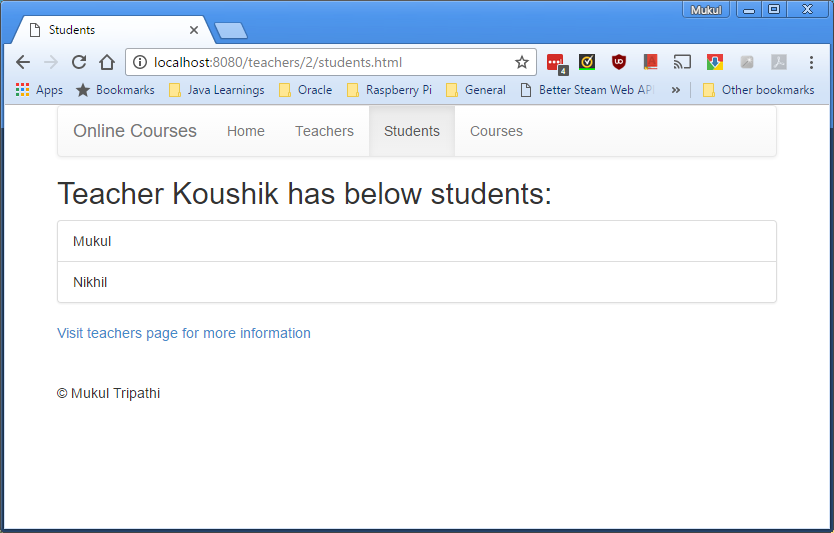 Mukul
Students
localhost:8080/teachers/2/students.html
4
Apps Bookmarks Java Learnings Oracle Raspberry Pi General Better Steam Web API » Other bookmarks
Online Courses Home Teachers Students Courses
Teacher Koushik has below students:
Mukul
Nikhil
Visit teachers page for more information
© Mukul Tripathi